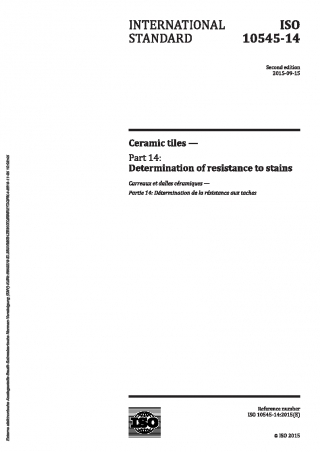 INTERNATIONAL
STANDARD
ISO
10545-14
Second edition
2015-09-15
Ceramic tiles —
Part 14:
Determination of resistance to stains
Carreaux et dalles céramiques —
Partie 14: Détermination de la résistance aux taches
ISO
Reference number
ISO 10545-14:2015(E)
© ISO 2015